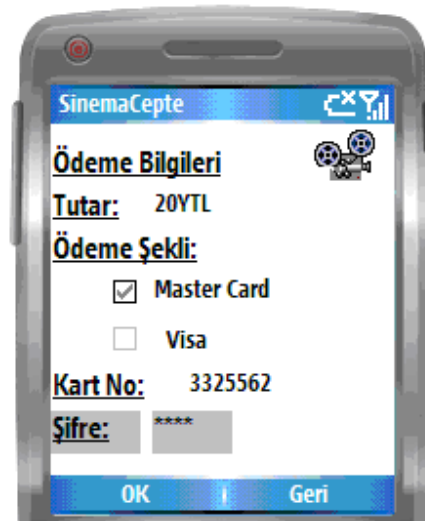 SinemaCepte
Ödeme Bilgileri
Tutar: 20YTL
Ödeme Şekli:
Master Card
Visa
Kart No: 3325562
Şifre: ****
OK Geri